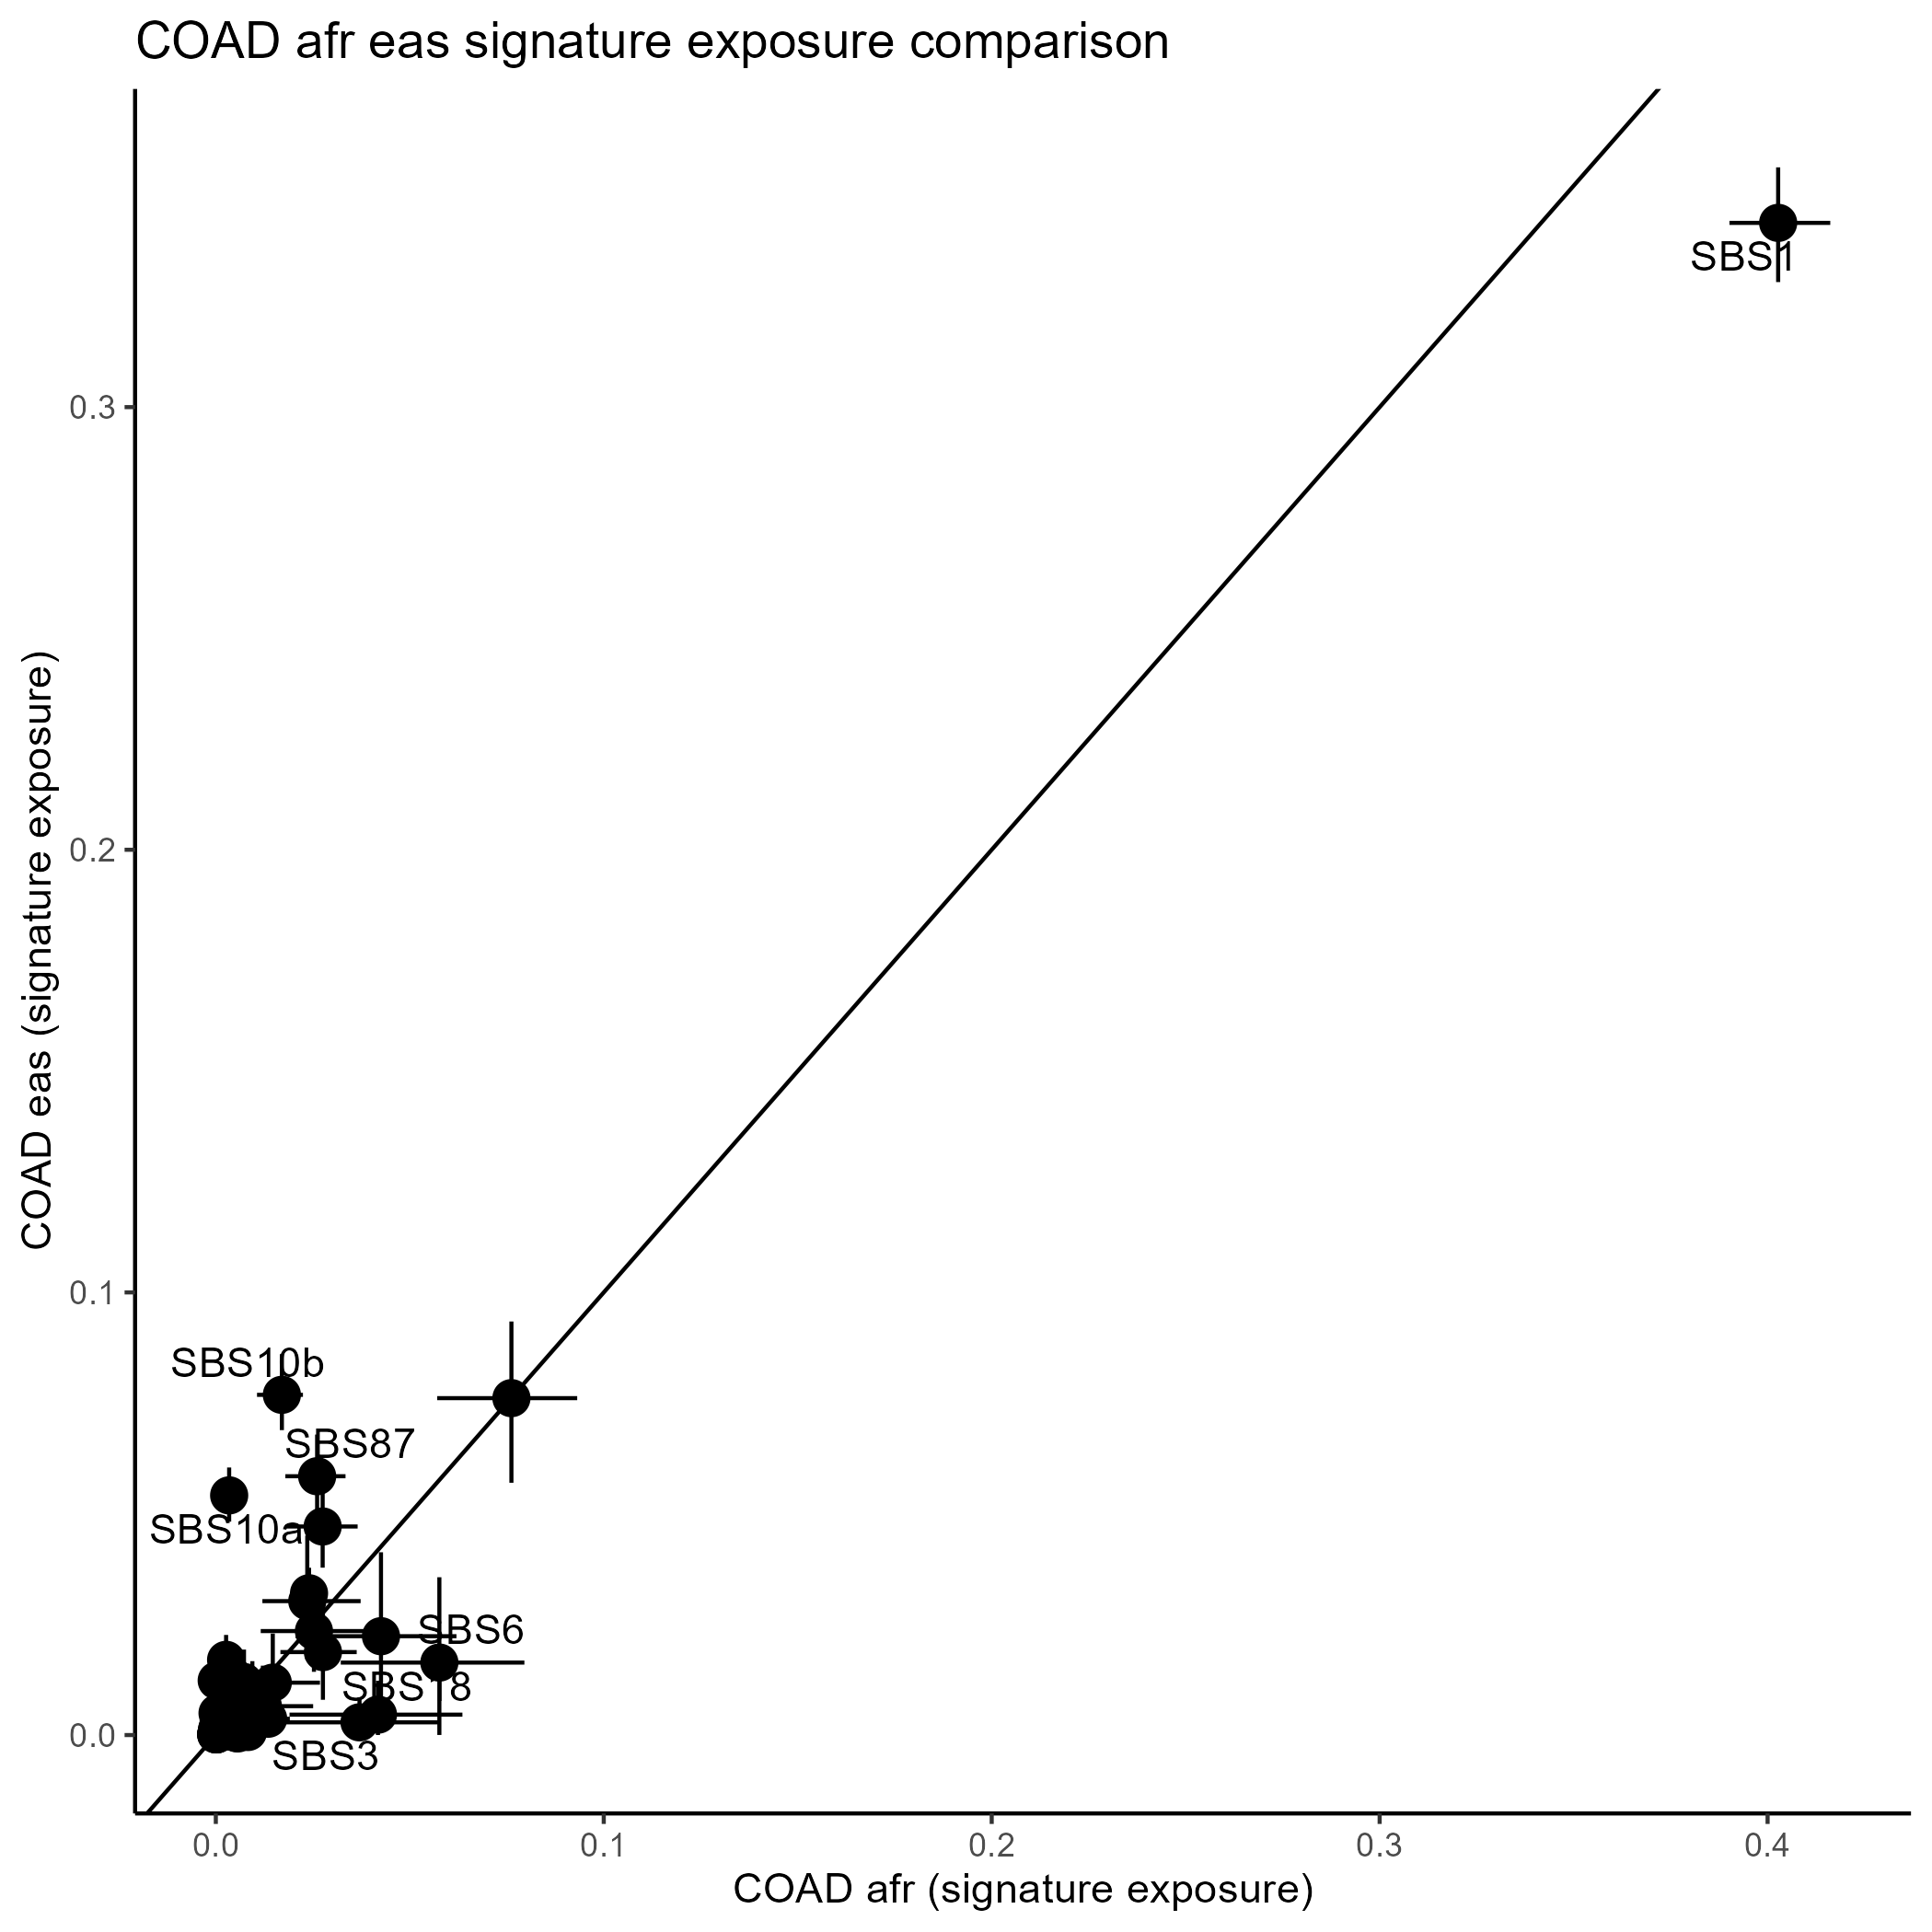 COAD afr eas signature exposure comparison
COAD eas (signature exposure)
0.3
0.2
0.1
0.0
SBS1
SBS10b
SBS87
SBS10a
SBS6
SBS18
SBS3
0.0
0.1
0.2
0.3
0.4
COAD afr (signature exposure)